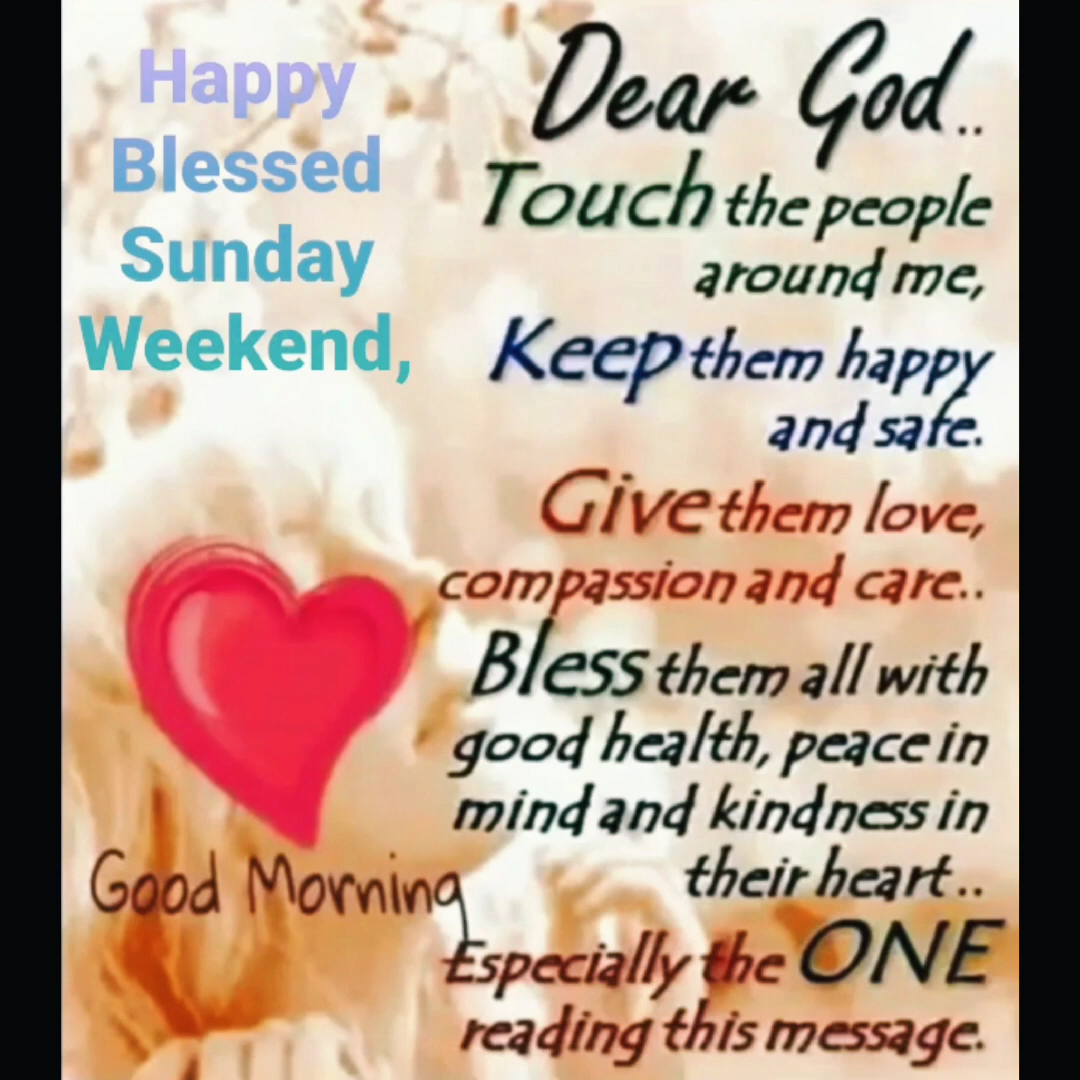 Happy
Blessed
Sunday
Weekend,
Dear God..
Touch the people
around me,
Keep them happy
and safe.
Give them love,
compassion and care..
Bless them all with
good health, peace in
mind and kindness in
their heart..
Especially the ONE
reading this message.
Good Morning